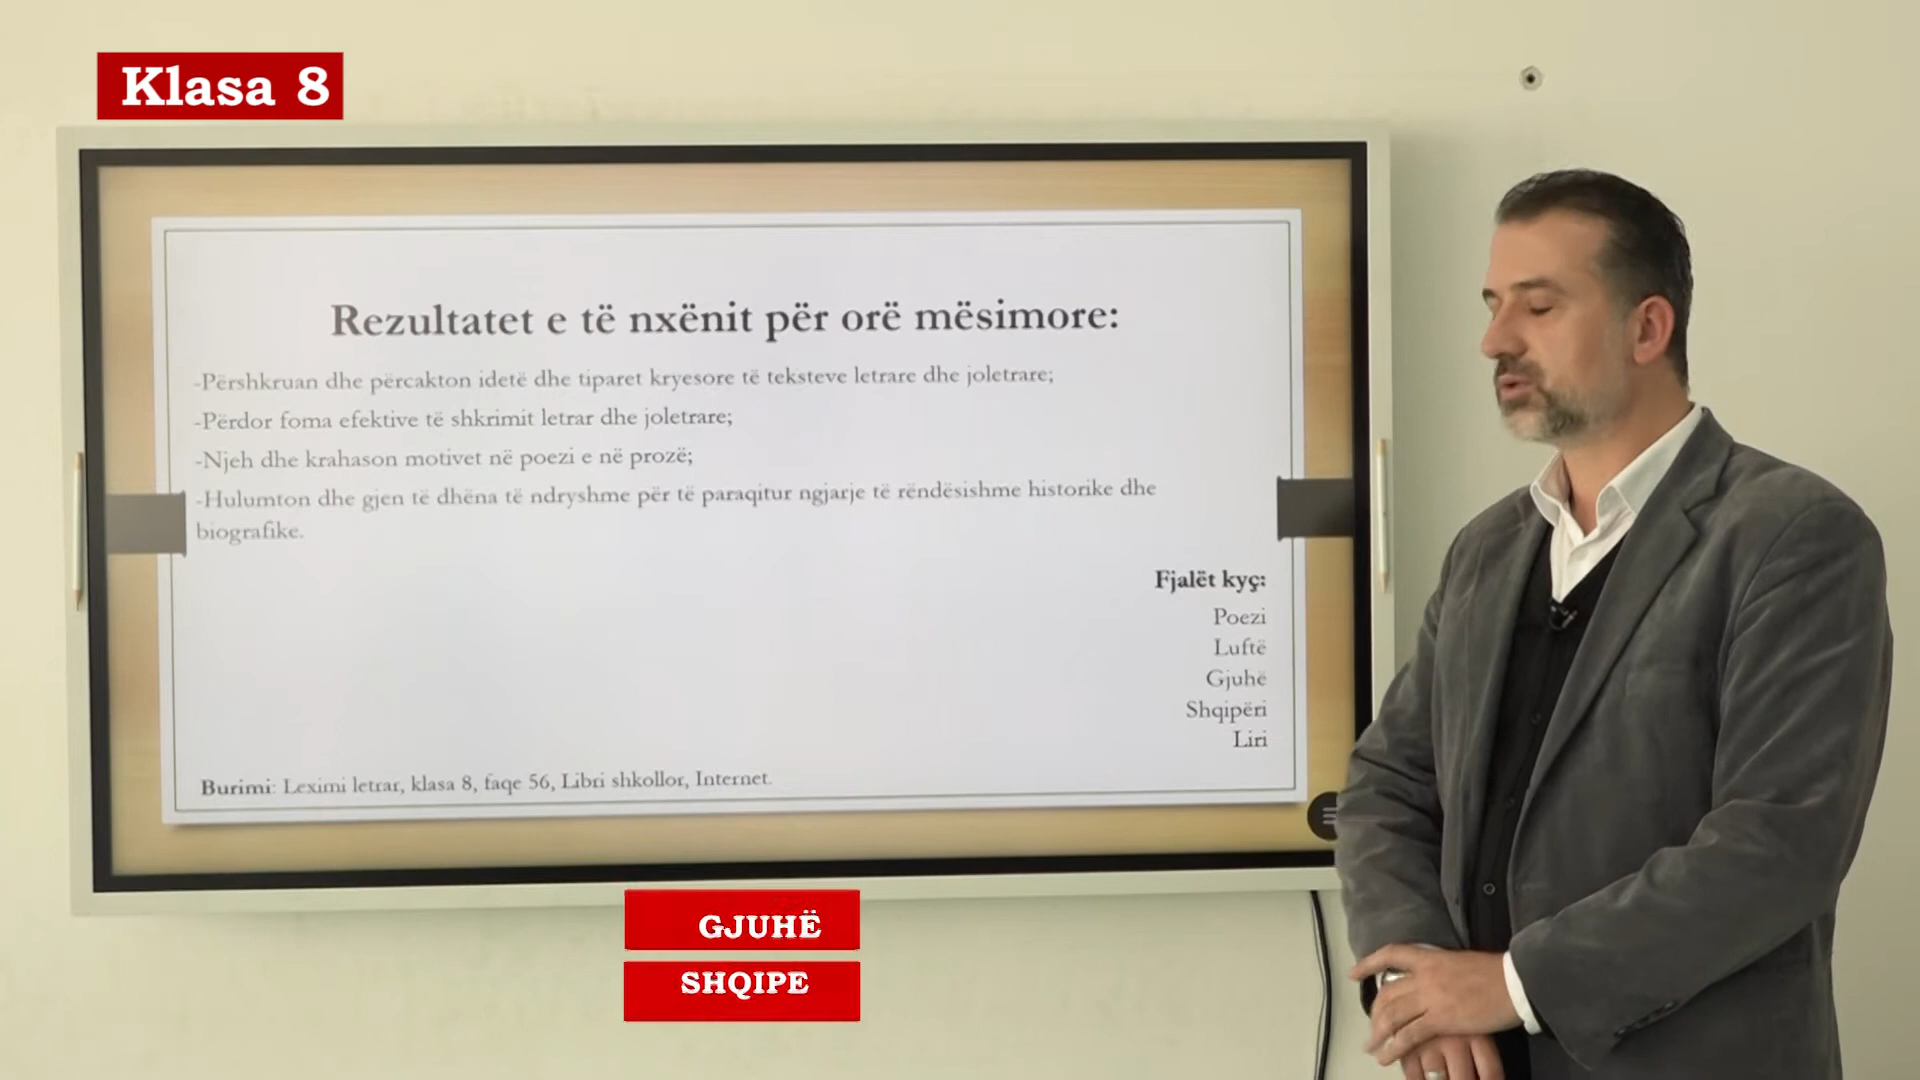 Klasa 8
Rezultatet e të nxënit për orë mësimore:
-Përshkruan dhe përcakton idetë dhe tiparet kryesore të teksteve letrare dhe joletrare;
-Përdor foma efektive të shkrimit letrar dhe joletrare;
-Njeh dhe krahason motivet në poezi e në prozë;
-Hulumton dhe gjen të dhëna të ndryshme për të paraqitur ngjarje të rëndësishme historike dhe
biografike.
Fjalët kyç:
Poezi
Luftë
Gjuhë
Shqipëri
Liri
Burimi: Leximi letrar, klasa 8, faqe 56, Libri shkollor, Internet.
GJUHË
SHQIPE